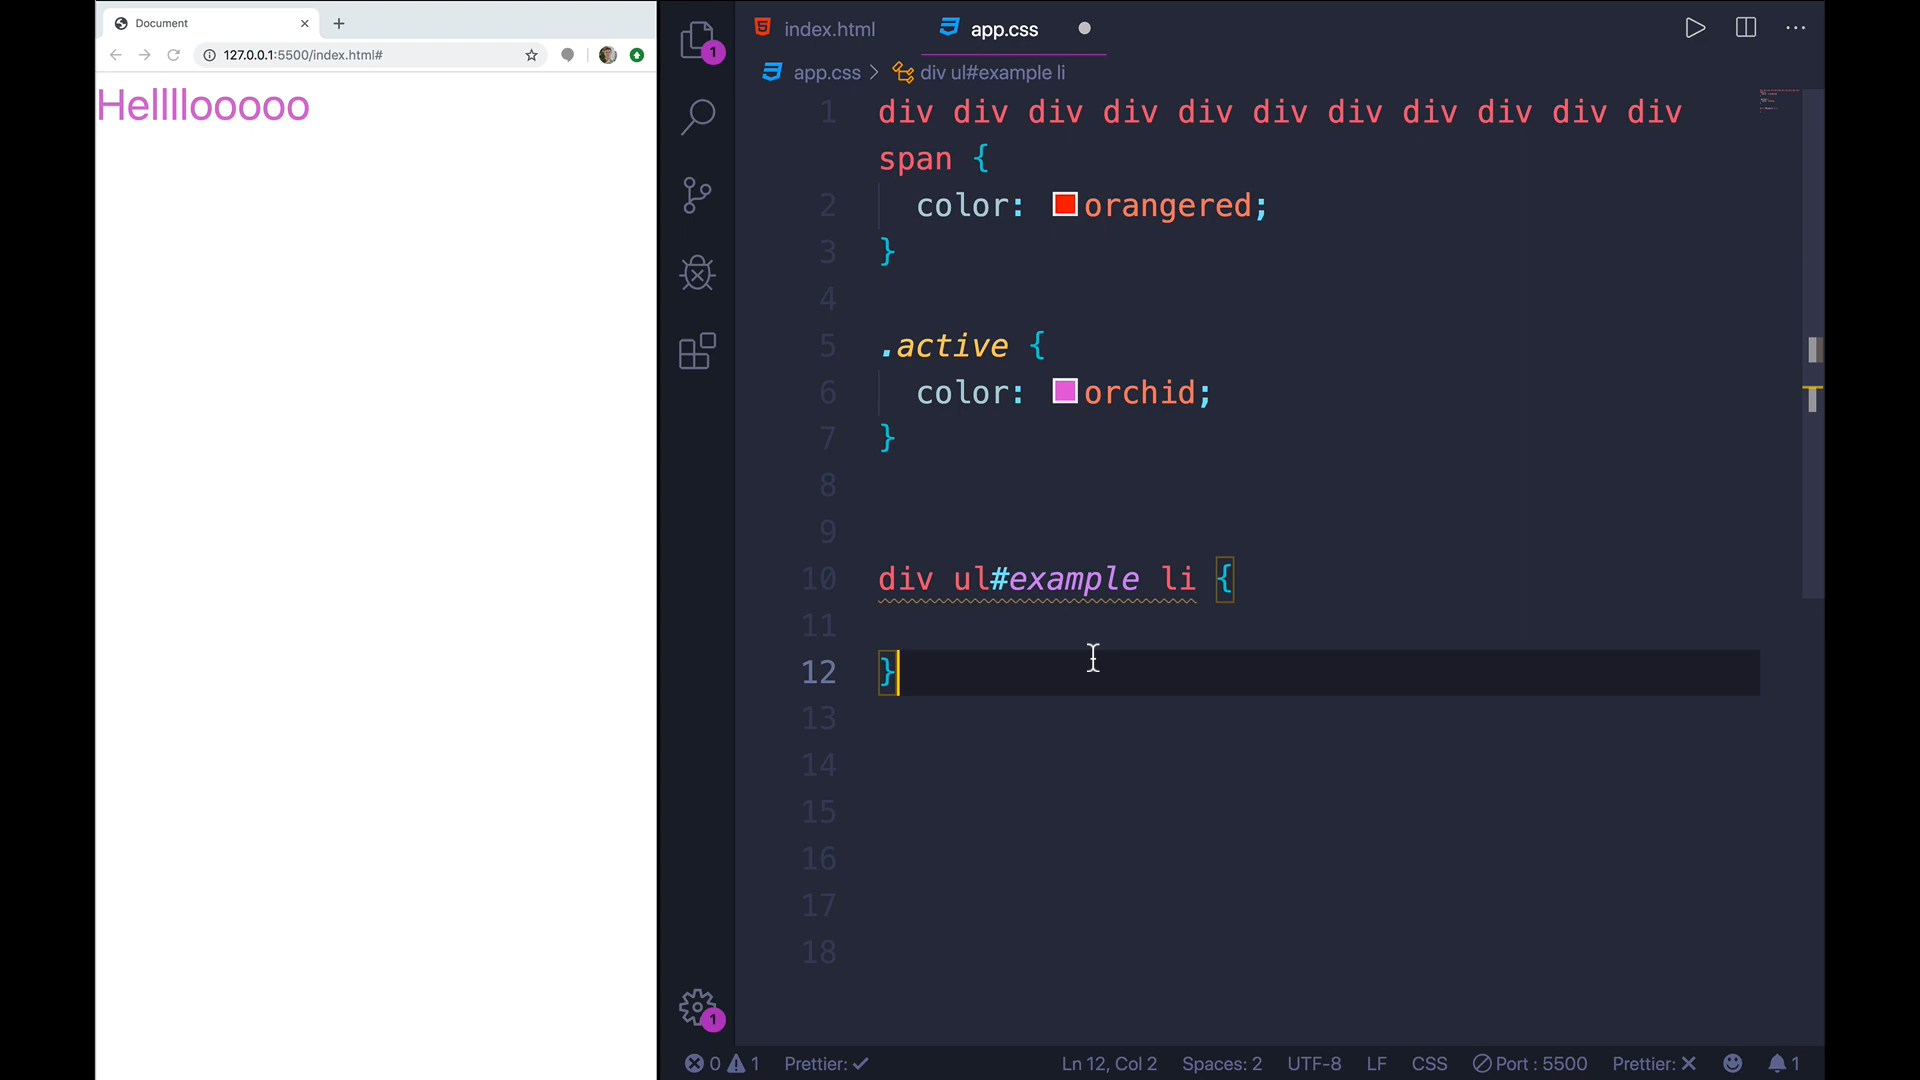 Document
127.0.0.1:5500/index.html#
Hellllooooo
1
index.html
app.css
app.css > div ul#example li
1 div div div div div div div div div div div
span {
2 color: orangered;
3 }
4
5 .active {
6 color: orchid;
7 }
8
9
10 div ul#example li {
11
12 }
13
14
15
16
17
18
1
0 1 Prettier: ✓ Ln 12, Col 2 Spaces: 2 UTF-8 LF CSS Port : 5500 Prettier: ✕ 1